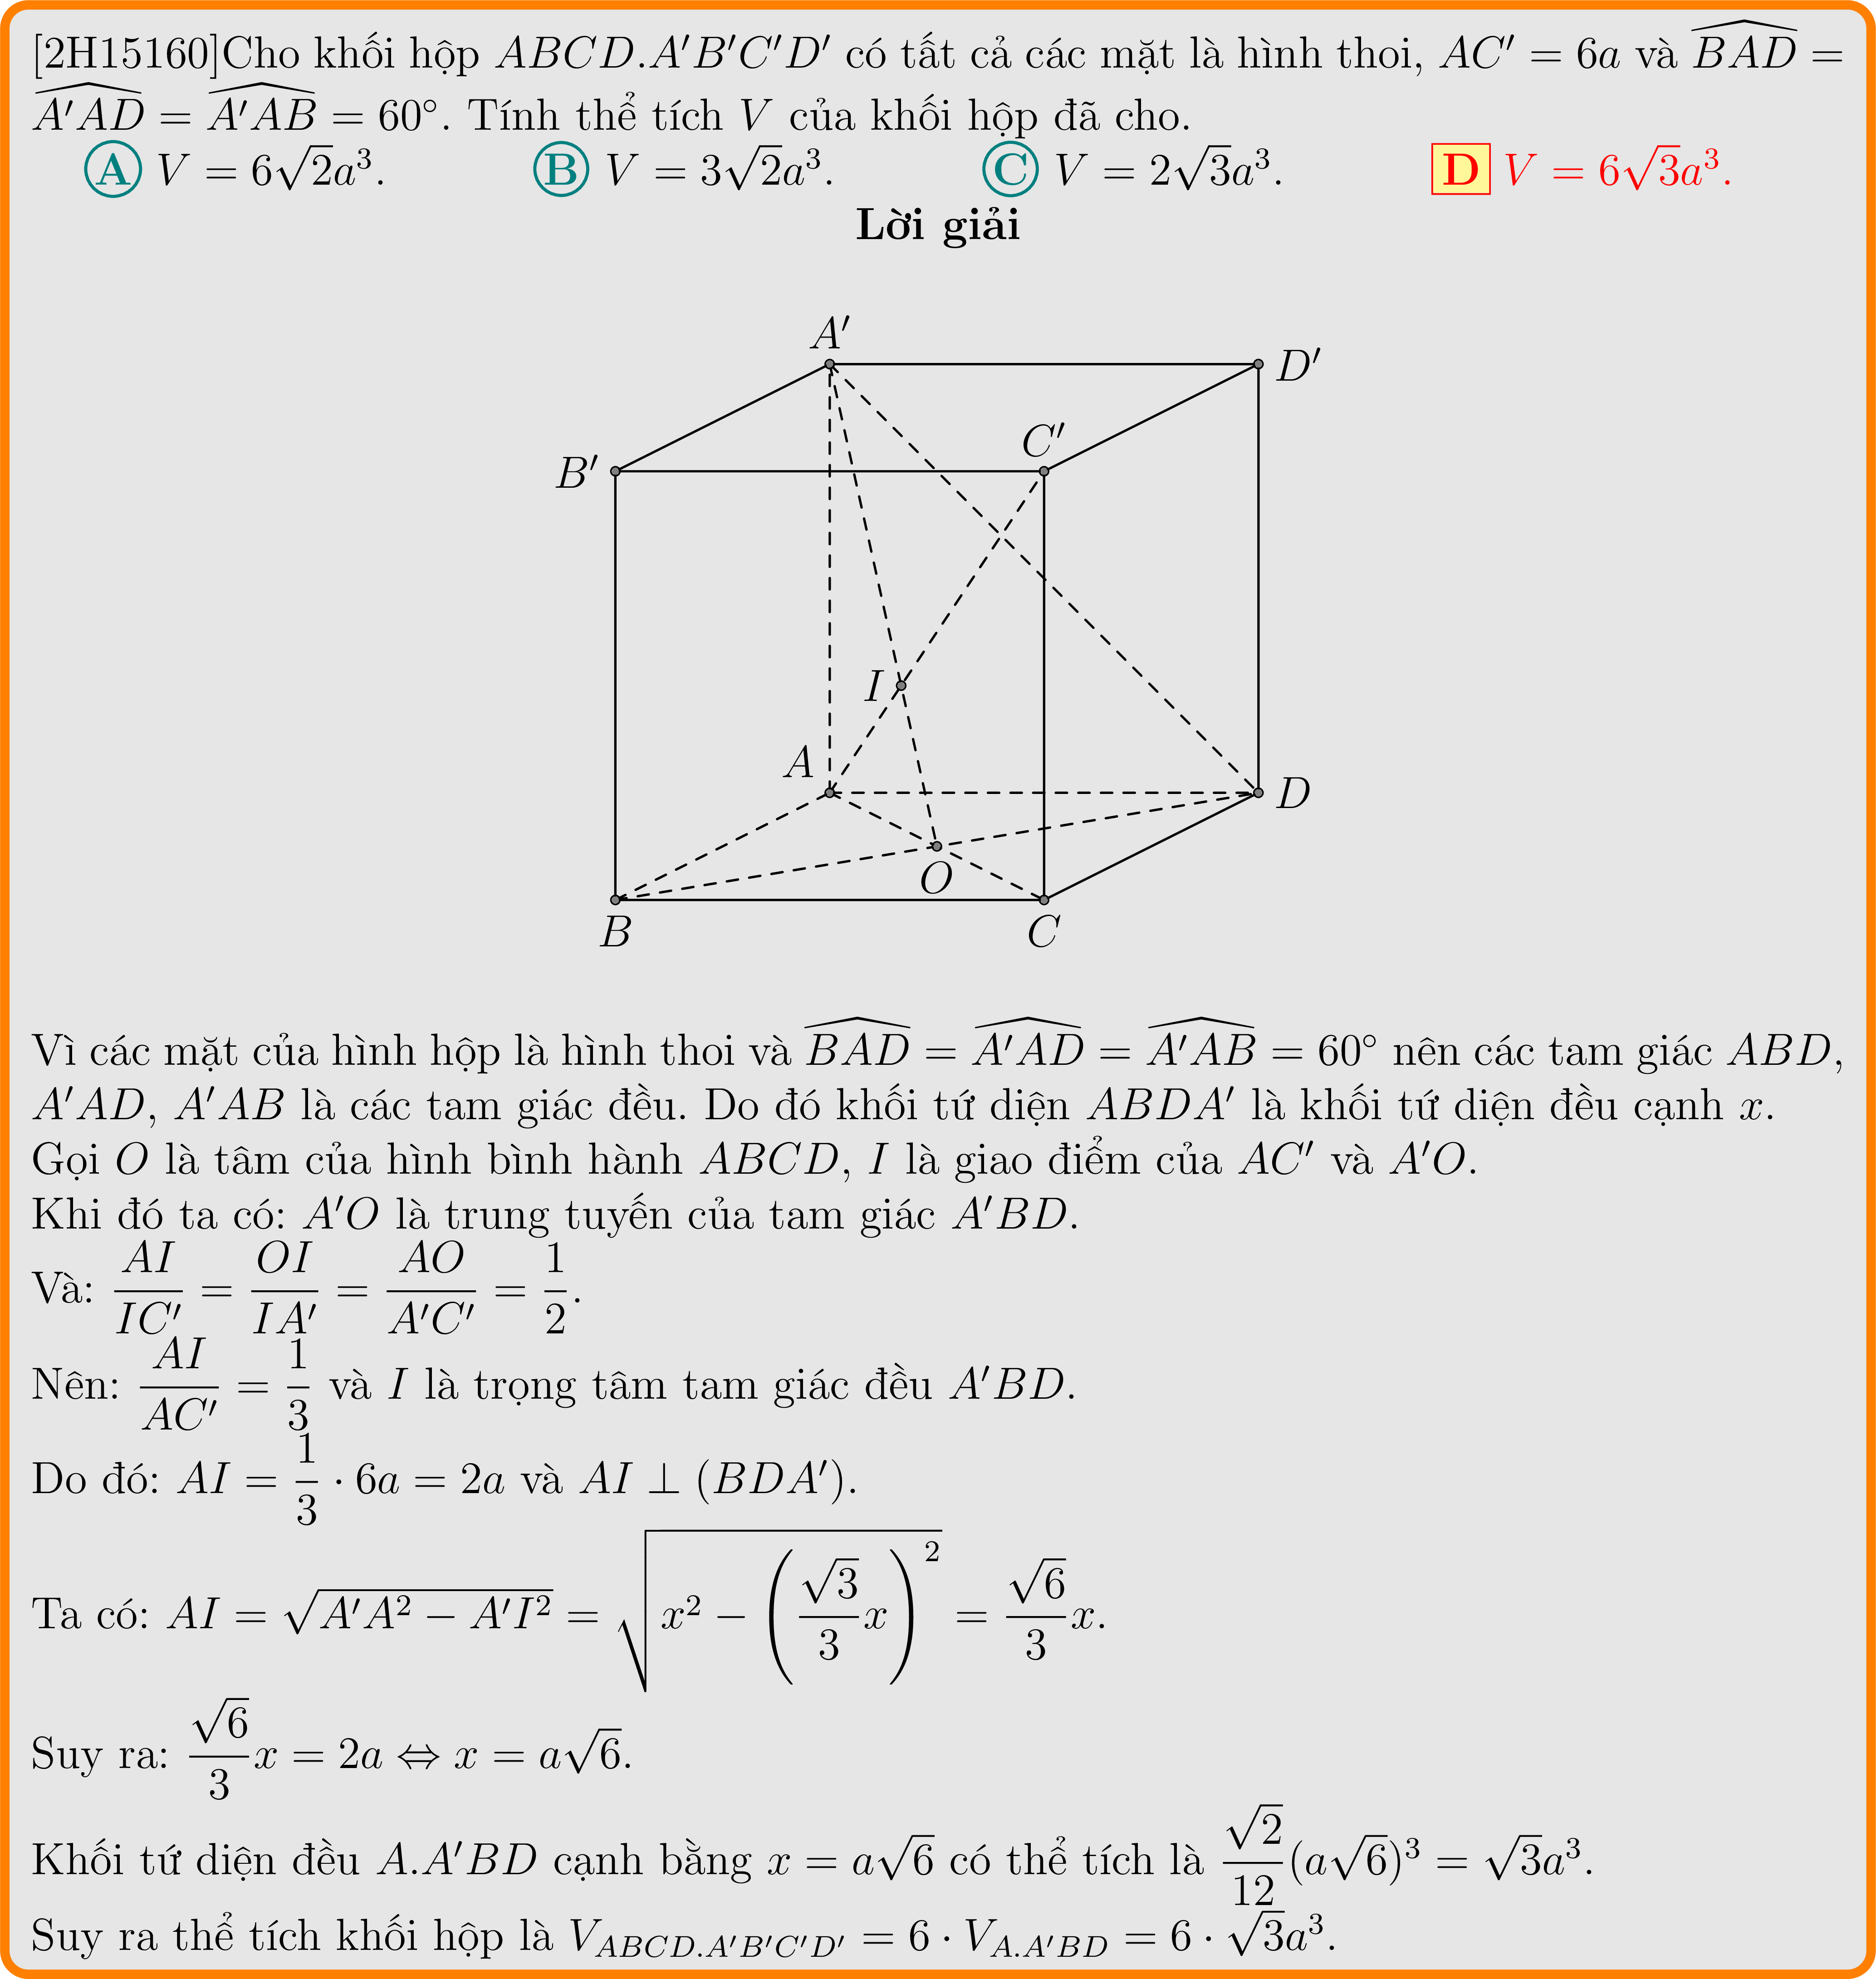 [2H15160]Cho khối hộp ABCD.A′B′C′D′ có tất cả các mặt là hình thoi, AC′ = 6a và $\widehat{BAD}$ =
$\widehat{A'AD} = \widehat{A'AB} = 60^\circ$. Tính thể tích V của khối hộp đã cho.
A $V = 6\sqrt{2}a^3$. B $V = 3\sqrt{2}a^3$. C $V = 2\sqrt{3}a^3$. D $V = 6\sqrt{3}a^3$.
Lời giải
A′
D′
C′
B′
I
A
D
O
B
C
Vì các mặt của hình hộp là hình thoi và $\widehat{BAD} = \widehat{A'AD} = \widehat{A'AB} = 60^\circ$ nên các tam giác ABD,
A′AD, A′AB là các tam giác đều. Do đó khối tứ diện ABDA′ là khối tứ diện đều cạnh x.
Gọi O là tâm của hình bình hành ABCD, I là giao điểm của AC′ và A′O.
Khi đó ta có: A′O là trung tuyến của tam giác A′BD.
Và: $\frac{AI}{IC'} = \frac{OI}{IA'} = \frac{AO}{A'C'} = \frac{1}{2}$.
Nên: $\frac{AI}{AC'} = \frac{1}{3}$ và I là trọng tâm tam giác đều A′BD.
Do đó: $AI = \frac{1}{3} \cdot 6a = 2a$ và $AI \perp (BDA')$.
Ta có: $AI = \sqrt{A'A^2 - A'I^2} = \sqrt{x^2 - \left(\frac{\sqrt{3}}{3}x\right)^2} = \frac{\sqrt{6}}{3}x$.
Suy ra: $\frac{\sqrt{6}}{3}x = 2a \Leftrightarrow x = a\sqrt{6}$.
Khối tứ diện đều A.A′BD cạnh bằng $x = a\sqrt{6}$ có thể tích là $\frac{\sqrt{2}}{12}(a\sqrt{6})^3 = \sqrt{3}a^3$.
Suy ra thể tích khối hộp là $V_{ABCD.A'B'C'D'} = 6 \cdot V_{A.A'BD} = 6 \cdot \sqrt{3}a^3$.